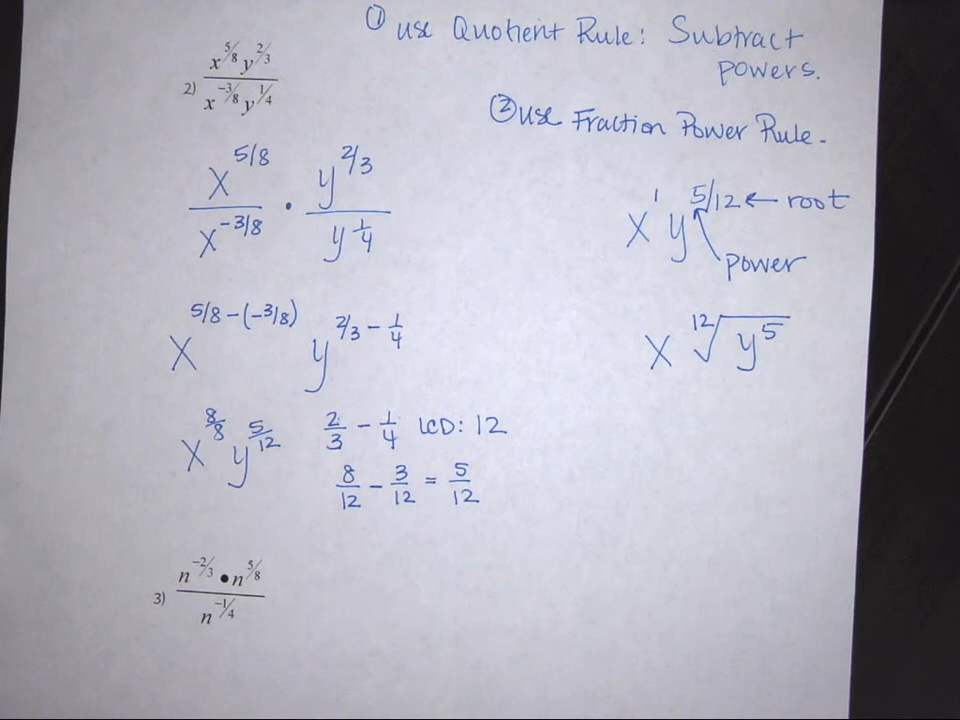 ① use Quotient Rule: Subtract
powers.
② use Fraction Power Rule.
2) x^5/8 y^2/3
x^-3/8 y^1/4
x^5/8 • y^2/3
x^-3/8 y^1/4
x^5/8-(-3/8) y^2/3-1/4
x^8/8 y^5/12 2/3 - 1/4 LCD: 12
8/12 - 3/12 = 5/12
x^1 y^5/12 ← root
power
x ¹²√y^5
3) n^-2/3 • n^5/8
n^-1/4